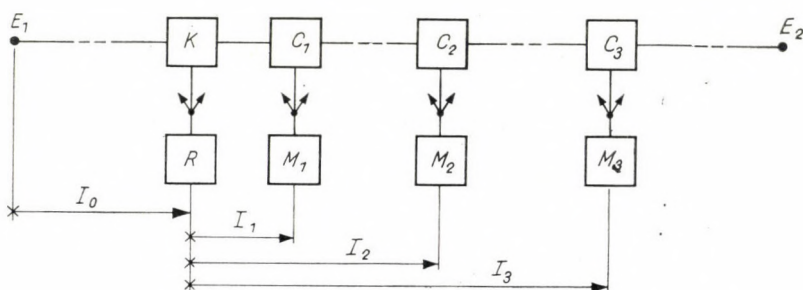 E₁ K C₁ C₂ C₃ E₂
R M₁ M₂ M₃
I₀
I₁
I₂
I₃